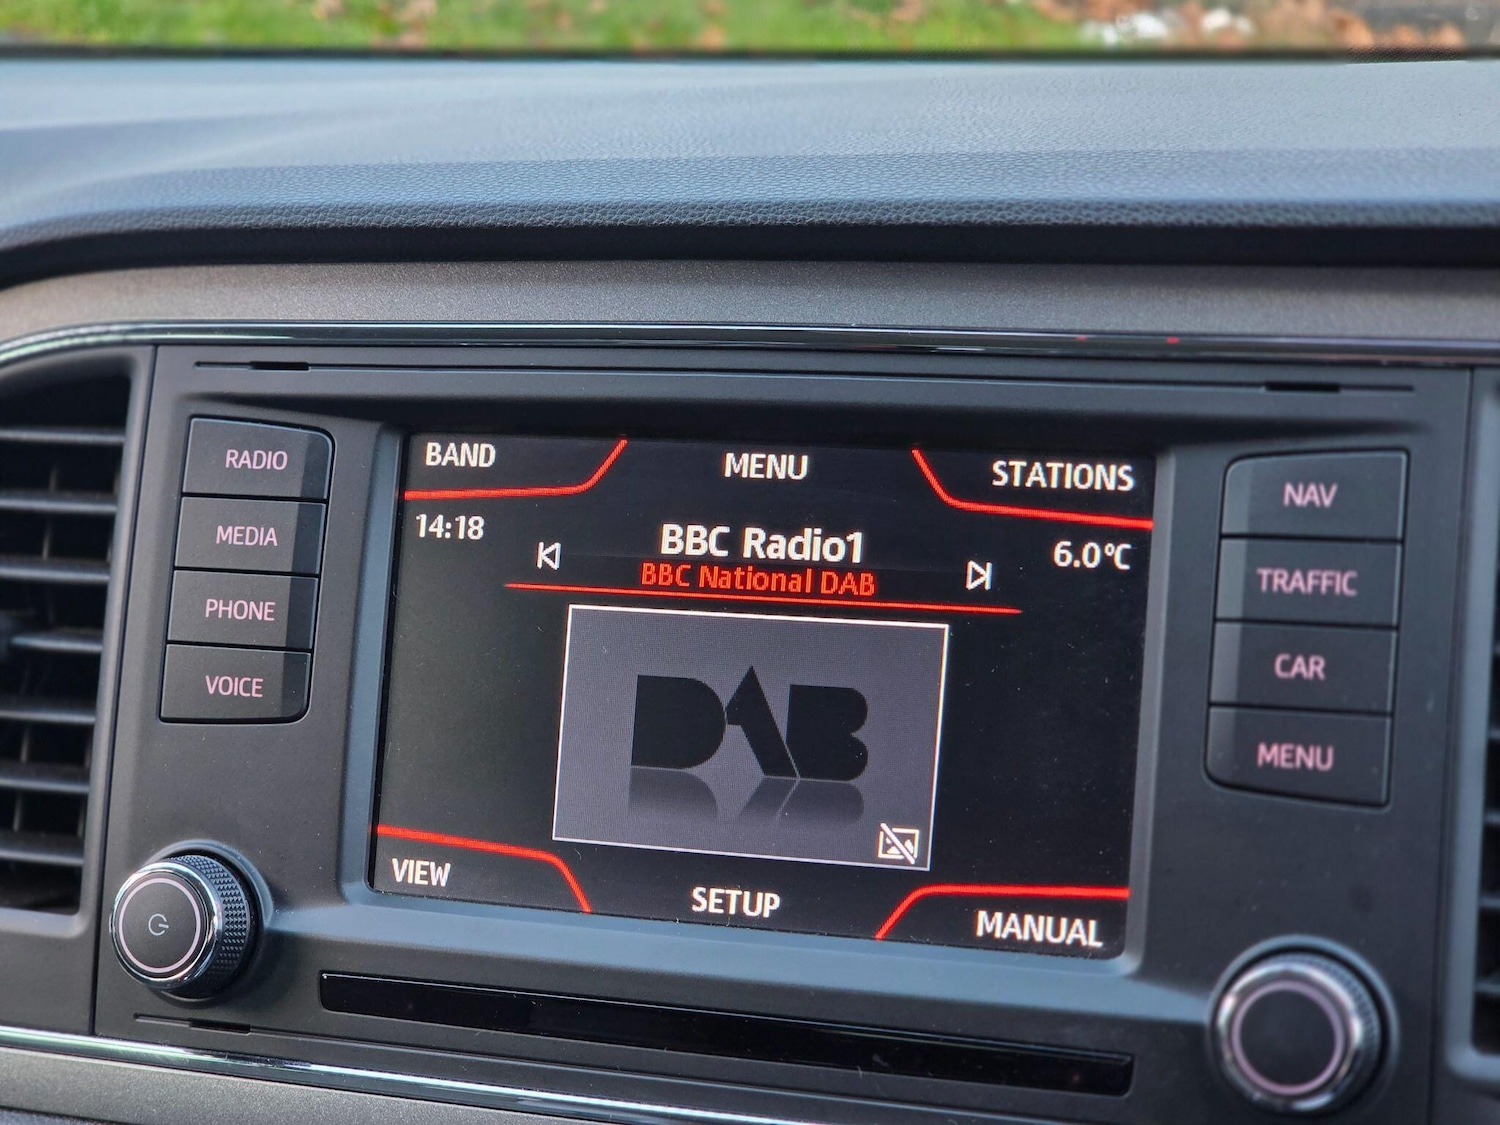 RADIO
MEDIA
PHONE
VOICE
BAND
MENU
STATIONS
14:18
BBC Radio1
6.0°C
BBC National DAB
DAB
VIEW
SETUP
MANUAL
NAV
TRAFFIC
CAR
MENU